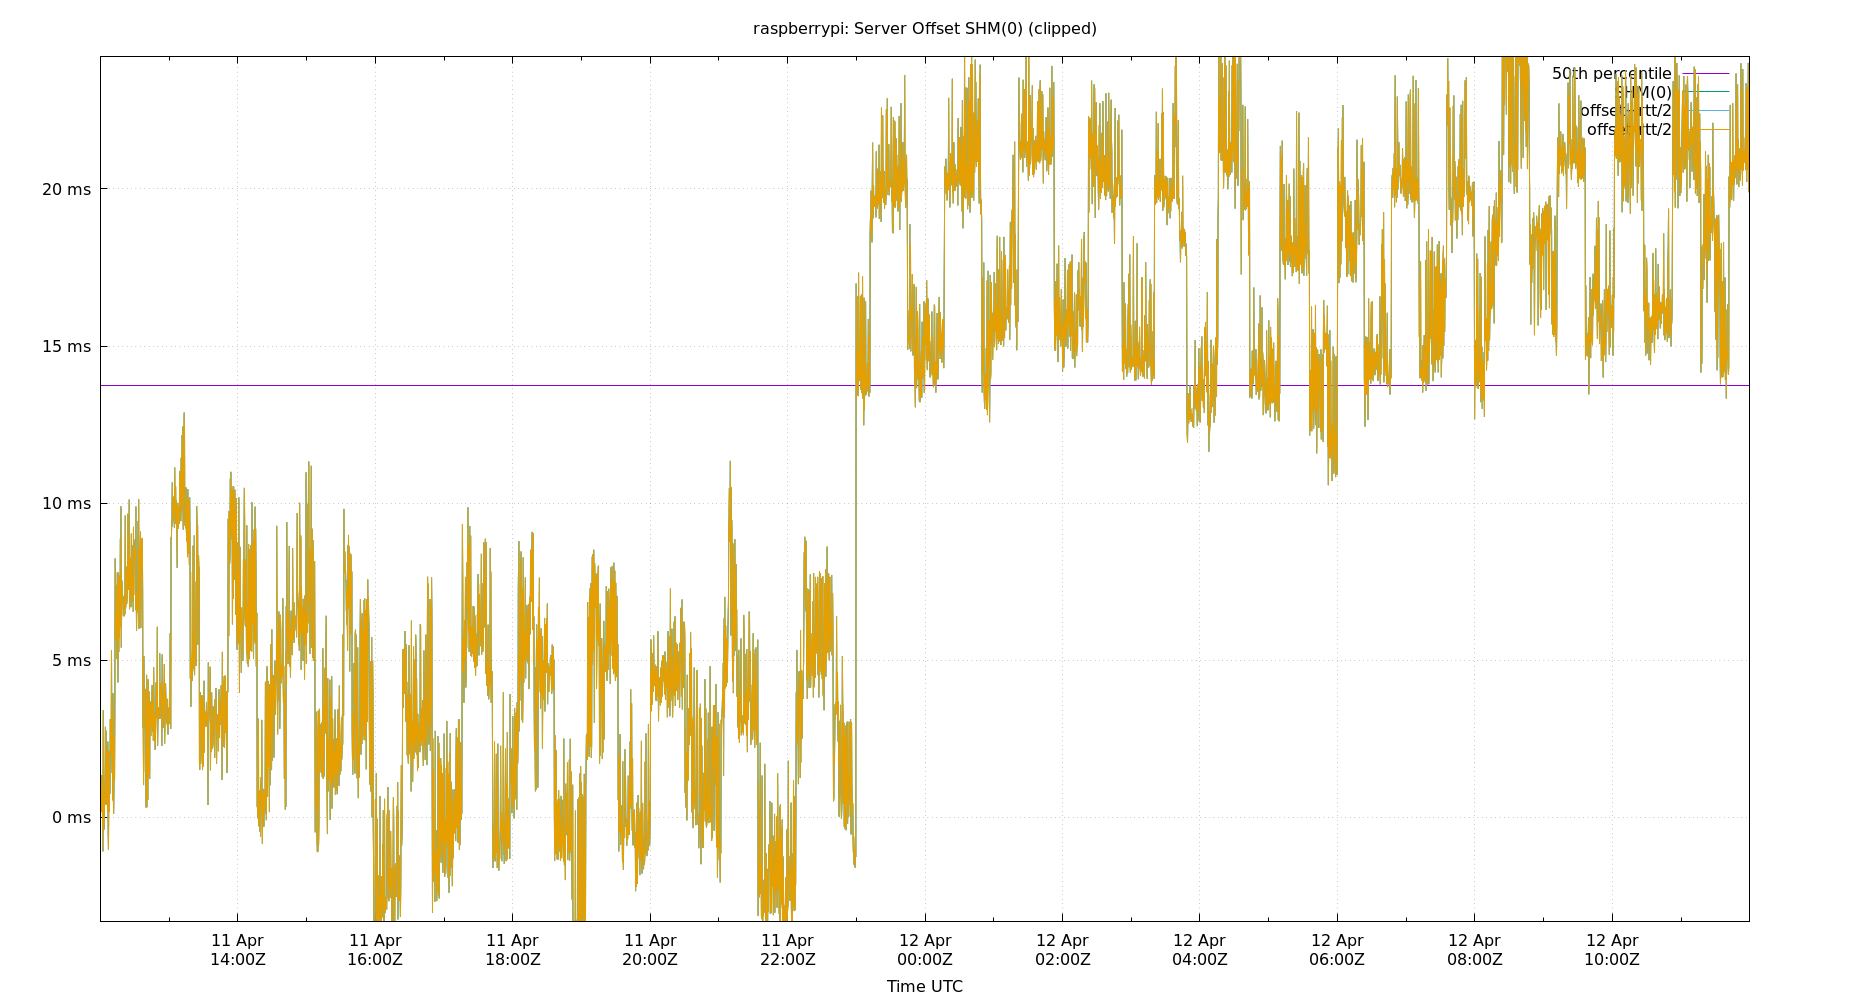 raspberrypi: Server Offset SHM(0) (clipped)
50th percentile
SHM(0)
20 ms
15 ms
10 ms
5 ms
0 ms
11 Apr 11 Apr 11 Apr 11 Apr 11 Apr 12 Apr 12 Apr 12 Apr 12 Apr 12 Apr 12 Apr
14:00Z 16:00Z 18:00Z 20:00Z 22:00Z 00:00Z 02:00Z 04:00Z 06:00Z 08:00Z 10:00Z
Time UTC